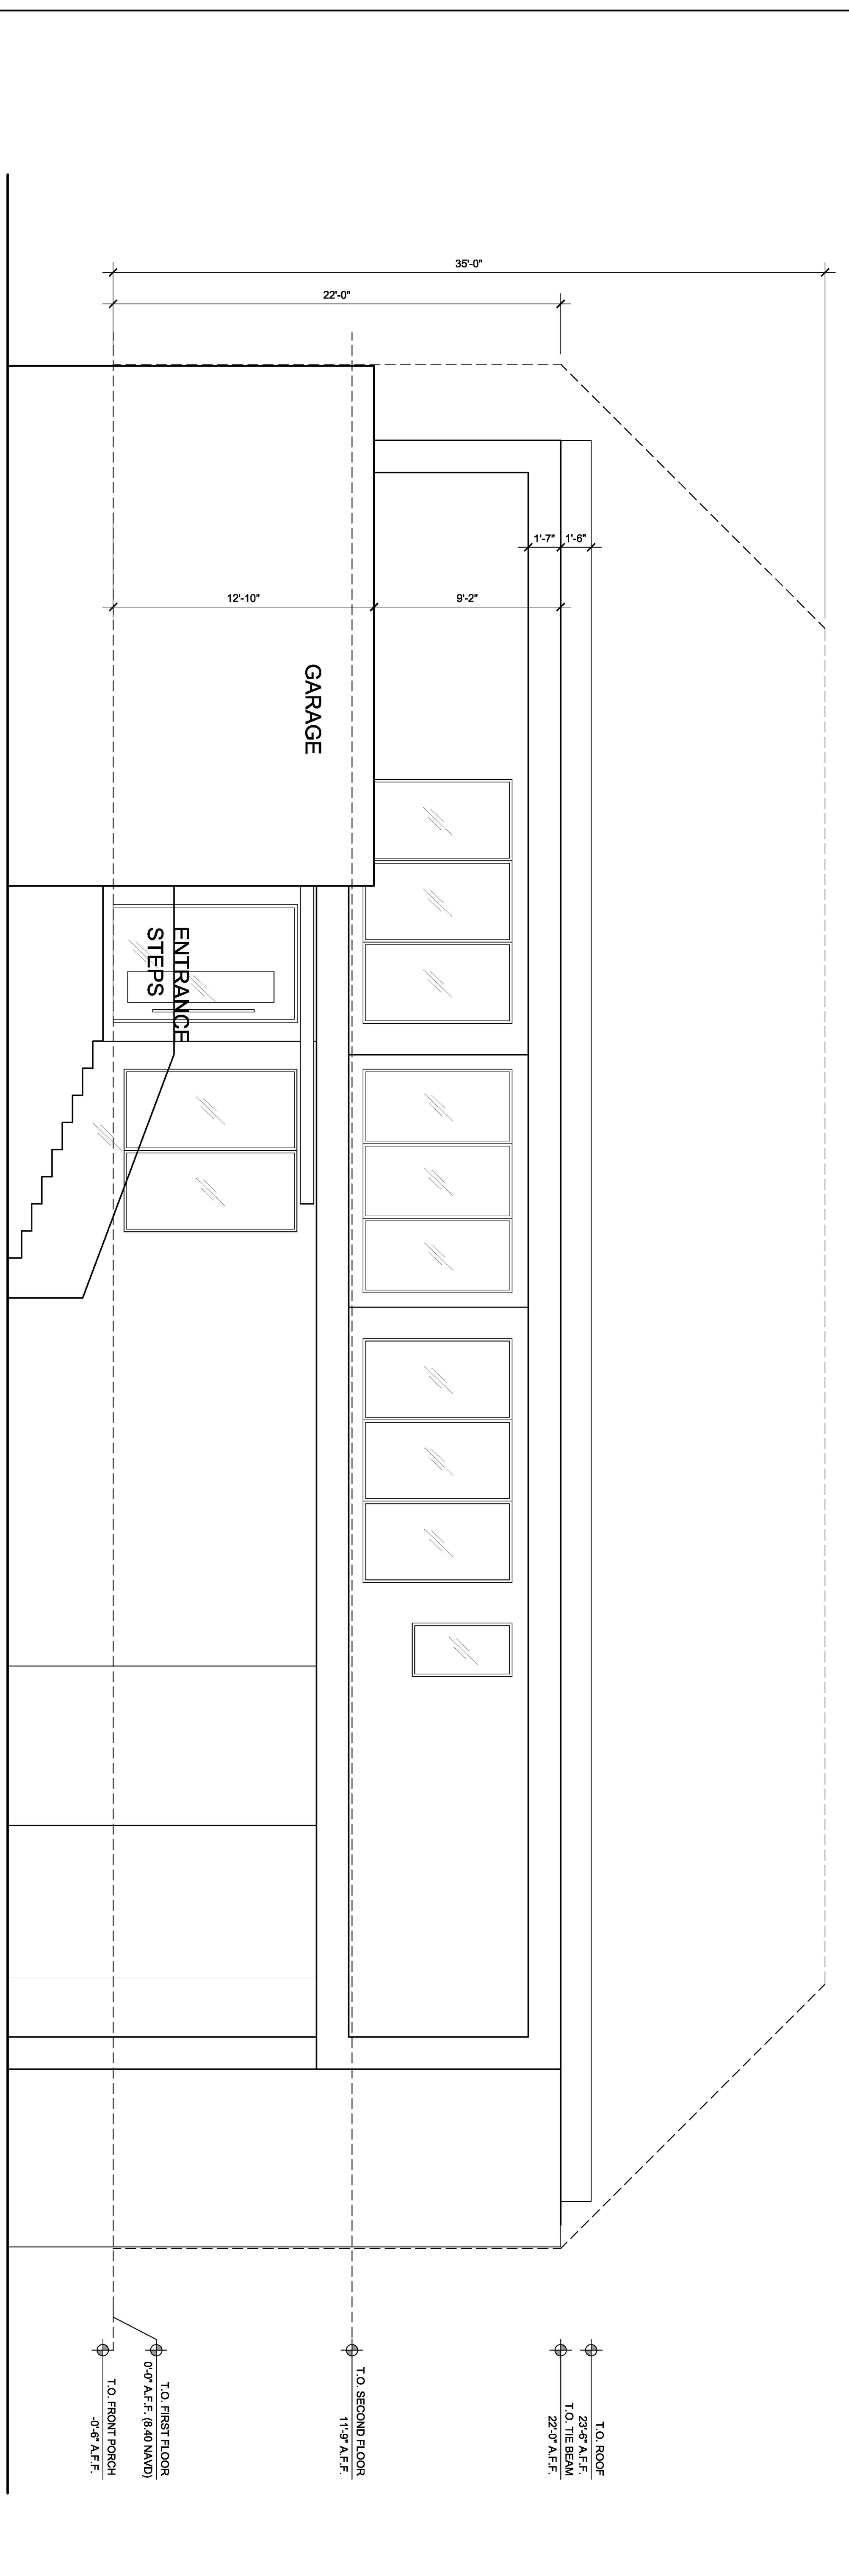 35'-0"
22'-0"
1'-7"
1'-6"
12'-10"
9'-2"
GARAGE
ENTRANCE
STEPS
T.O. ROOF
23'-6" A.F.F.
T.O. TIE BEAM
22'-0" A.F.F.
T.O. SECOND FLOOR
11'-9" A.F.F.
T.O. FIRST FLOOR
0'-0" A.F.F. (8.40 NAVD)
T.O. FRONT PORCH
-0'-6" A.F.F.